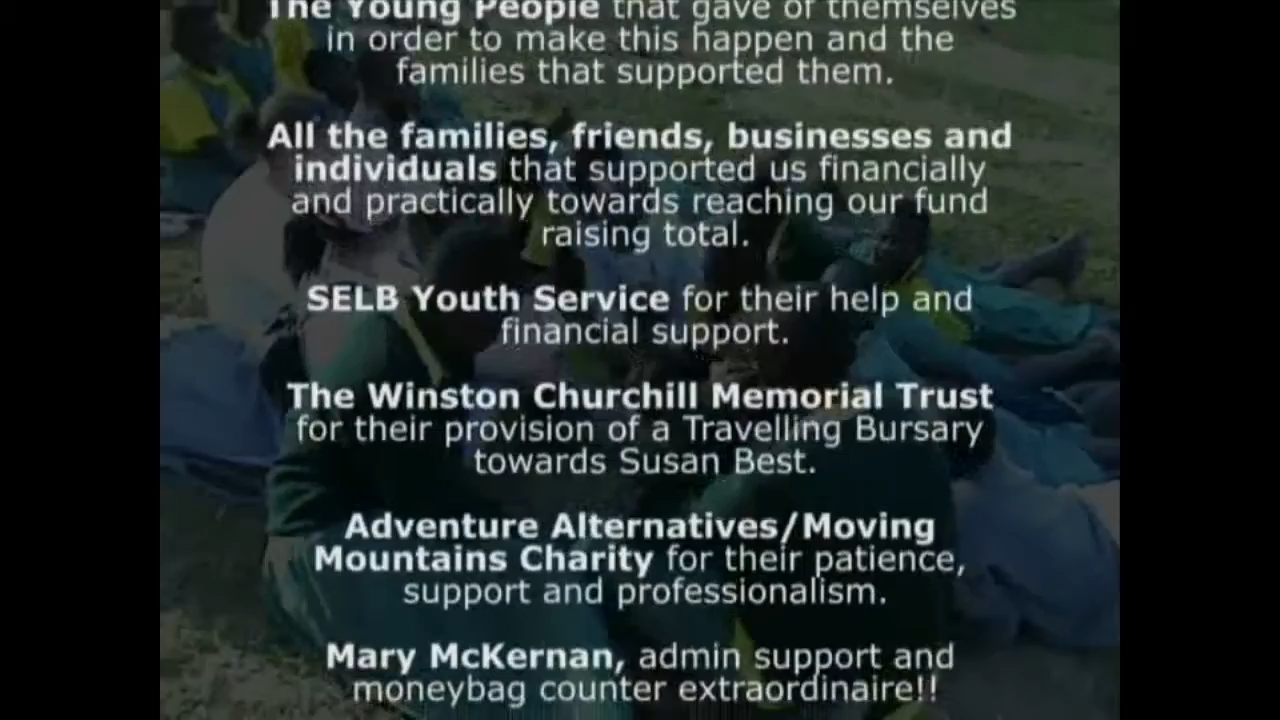 The Young People that gave of themselves
in order to make this happen and the
families that supported them.
All the families, friends, businesses and
individuals that supported us financially
and practically towards reaching our fund
raising total.
SELB Youth Service for their help and
financial support.
The Winston Churchill Memorial Trust
for their provision of a Travelling Bursary
towards Susan Best.
Adventure Alternatives/Moving
Mountains Charity for their patience,
support and professionalism.
Mary McKernan, admin support and
moneybag counter extraordinaire!!